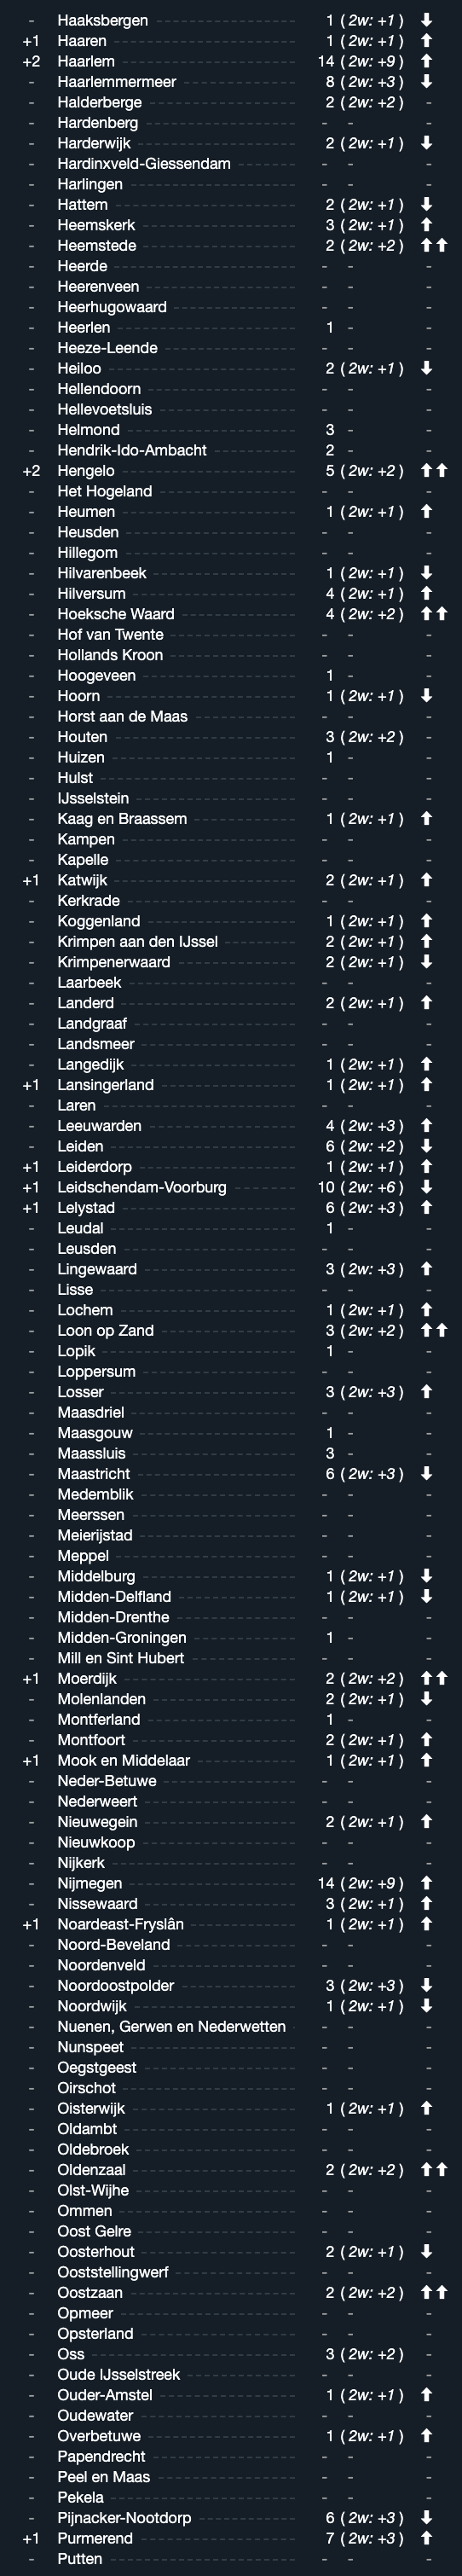 - Haaksbergen 1 ( 2w: +1 ) ⬇
+1 Haaren 1 ( 2w: +1 ) ⬆
+2 Haarlem 14 ( 2w: +9 ) ⬆
- Haarlemmermeer 8 ( 2w: +3 ) ⬇
- Halderberge 2 ( 2w: +2 ) -
- Hardenberg - - -
- Harderwijk 2 ( 2w: +1 ) ⬇
- Hardinxveld-Giessendam - - -
- Harlingen - - -
- Hattem 2 ( 2w: +1 ) ⬇
- Heemskerk 3 ( 2w: +1 ) ⬆
- Heemstede 2 ( 2w: +2 ) ⬆⬆
- Heerde - - -
- Heerenveen - - -
- Heerhugowaard - - -
- Heerlen 1 - -
- Heeze-Leende - - -
- Heiloo 2 ( 2w: +1 ) ⬇
- Hellendoorn - - -
- Hellevoetsluis - - -
- Helmond 3 - -
- Hendrik-Ido-Ambacht 2 - -
+2 Hengelo 5 ( 2w: +2 ) ⬆⬆
- Het Hogeland - - -
- Heumen 1 ( 2w: +1 ) ⬆
- Heusden - - -
- Hillegom - - -
- Hilvarenbeek 1 ( 2w: +1 ) ⬇
- Hilversum 4 ( 2w: +1 ) ⬆
- Hoeksche Waard 4 ( 2w: +2 ) ⬆⬆
- Hof van Twente - - -
- Hollands Kroon - - -
- Hoogeveen 1 - -
- Hoorn 1 ( 2w: +1 ) ⬇
- Horst aan de Maas - - -
- Houten 3 ( 2w: +2 ) -
- Huizen 1 - -
- Hulst - - -
- IJsselstein - - -
- Kaag en Braassem 1 ( 2w: +1 ) ⬆
- Kampen - - -
- Kapelle - - -
+1 Katwijk 2 ( 2w: +1 ) ⬆
- Kerkrade - - -
- Koggenland 1 ( 2w: +1 ) ⬆
- Krimpen aan den IJssel 2 ( 2w: +1 ) ⬆
- Krimpenerwaard 2 ( 2w: +1 ) ⬇
- Laarbeek - - -
- Landerd 2 ( 2w: +1 ) ⬆
- Landgraaf - - -
- Landsmeer - - -
- Langedijk 1 ( 2w: +1 ) ⬆
+1 Lansingerland 1 ( 2w: +1 ) ⬆
- Laren - - -
- Leeuwarden 4 ( 2w: +3 ) ⬆
- Leiden 6 ( 2w: +2 ) ⬇
+1 Leiderdorp 1 ( 2w: +1 ) ⬆
+1 Leidschendam-Voorburg 10 ( 2w: +6 ) ⬇
+1 Lelystad 6 ( 2w: +3 ) ⬆
- Leudal 1 - -
- Leusden - - -
- Lingewaard 3 ( 2w: +3 ) ⬆
- Lisse - - -
- Lochem 1 ( 2w: +1 ) ⬆
- Loon op Zand 3 ( 2w: +2 ) ⬆⬆
- Lopik 1 - -
- Loppersum - - -
- Losser 3 ( 2w: +3 ) ⬆
- Maasdriel - - -
- Maasgouw 1 - -
- Maassluis 3 - -
- Maastricht 6 ( 2w: +3 ) ⬇
- Medemblik - - -
- Meerssen - - -
- Meierijstad - - -
- Meppel - - -
- Middelburg 1 ( 2w: +1 ) ⬇
- Midden-Delfland 1 ( 2w: +1 ) ⬇
- Midden-Drenthe - - -
- Midden-Groningen 1 - -
- Mill en Sint Hubert - - -
+1 Moerdijk 2 ( 2w: +2 ) ⬆⬆
- Molenlanden 2 ( 2w: +1 ) ⬇
- Montferland 1 - -
- Montfoort 2 ( 2w: +1 ) ⬆
+1 Mook en Middelaar 1 ( 2w: +1 ) ⬆
- Neder-Betuwe - - -
- Nederweert - - -
- Nieuwegein 2 ( 2w: +1 ) ⬆
- Nieuwkoop - - -
- Nijkerk - - -
- Nijmegen 14 ( 2w: +9 ) ⬆
- Nissewaard 3 ( 2w: +1 ) ⬆
+1 Noardeast-Fryslân 1 ( 2w: +1 ) ⬆
- Noord-Beveland - - -
- Noordenveld - - -
- Noordoostpolder 3 ( 2w: +3 ) ⬇
- Noordwijk 1 ( 2w: +1 ) ⬇
- Nuenen, Gerwen en Nederwetten - - -
- Nunspeet - - -
- Oegstgeest - - -
- Oirschot - - -
- Oisterwijk 1 ( 2w: +1 ) ⬆
- Oldambt - - -
- Oldebroek - - -
- Oldenzaal 2 ( 2w: +2 ) ⬆⬆
- Olst-Wijhe - - -
- Ommen - - -
- Oost Gelre - - -
- Oosterhout 2 ( 2w: +1 ) ⬇
- Ooststellingwerf - - -
- Oostzaan 2 ( 2w: +2 ) ⬆⬆
- Opmeer - - -
- Opsterland - - -
- Oss 3 ( 2w: +2 ) -
- Oude IJsselstreek - - -
- Ouder-Amstel 1 ( 2w: +1 ) ⬆
- Oudewater - - -
- Overbetuwe 1 ( 2w: +1 ) ⬆
- Papendrecht - - -
- Peel en Maas - - -
- Pekela - - -
- Pijnacker-Nootdorp 6 ( 2w: +3 ) ⬇
+1 Purmerend 7 ( 2w: +3 ) ⬆
- Putten - - -